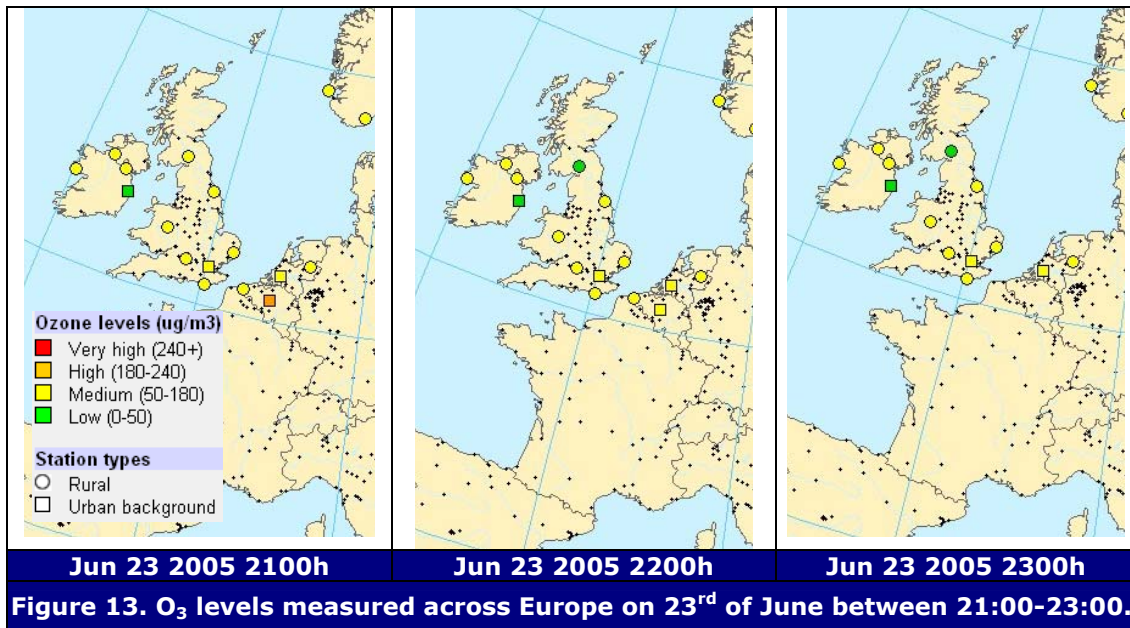 Ozone levels (ug/m3)
Very high (240+)
High (180-240)
Medium (50-180)
Low (0-50)
Station types
Rural
Urban background
Jun 23 2005 2100h
Jun 23 2005 2200h
Jun 23 2005 2300h
Figure 13. O₃ levels measured across Europe on 23ʳᵈ of June between 21:00-23:00.